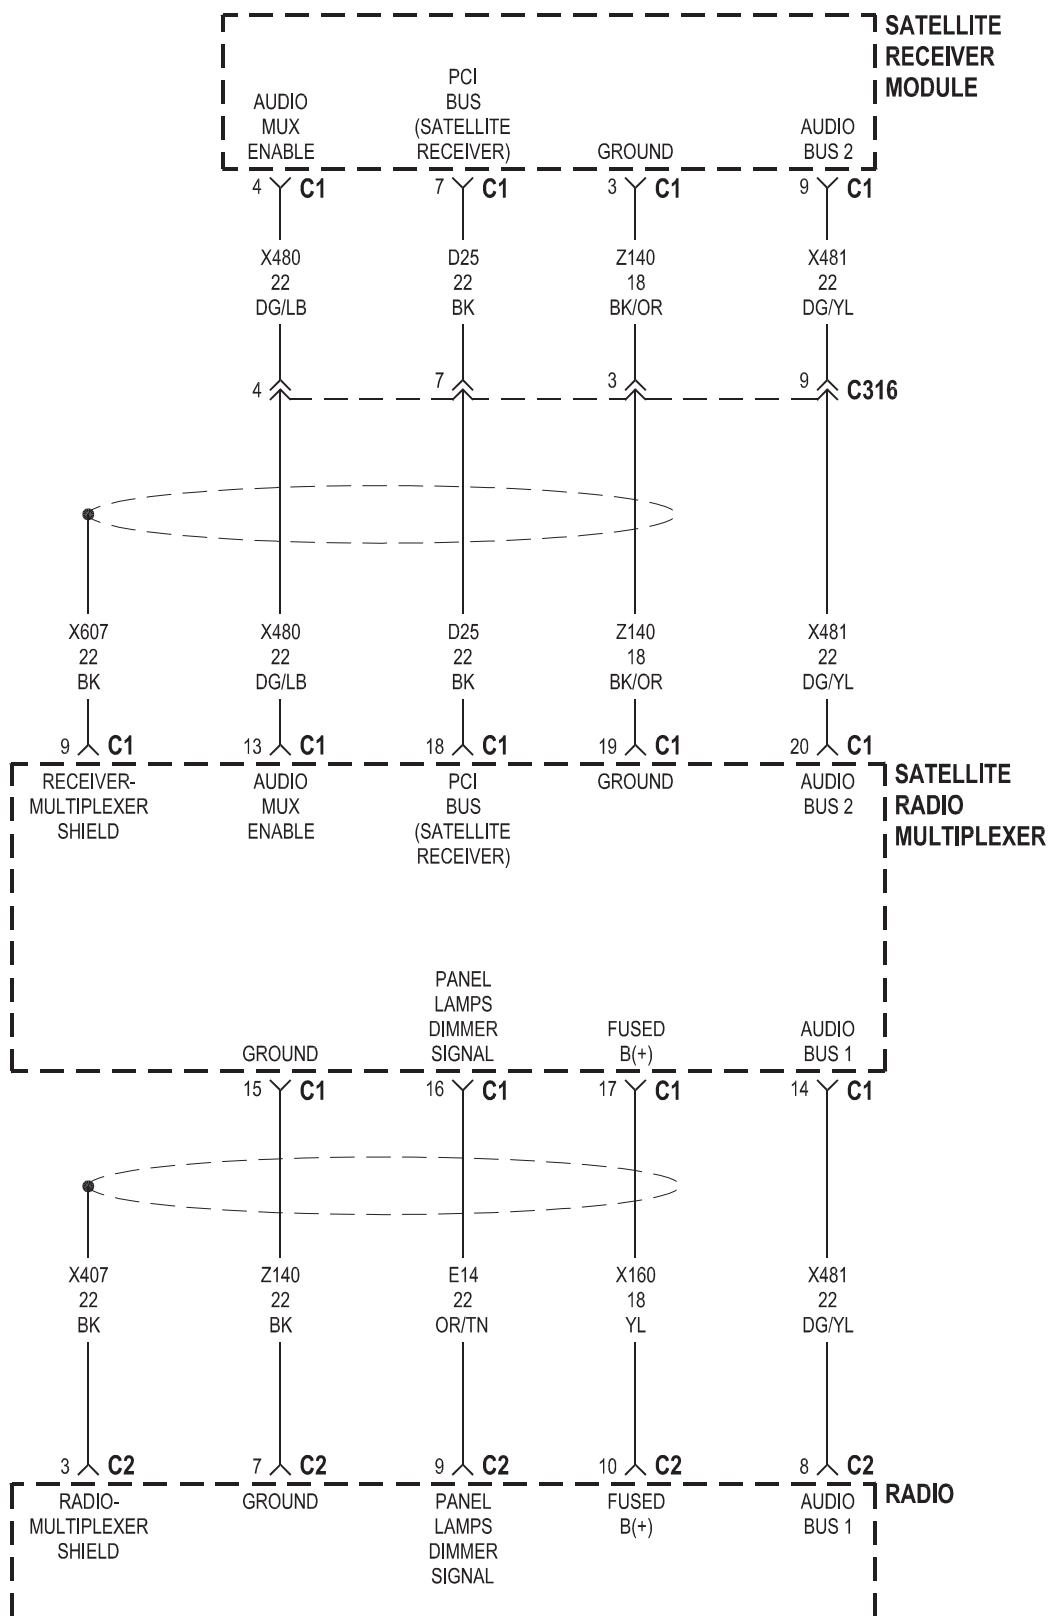 SATELLITE
RECEIVER
MODULE
AUDIO
MUX
ENABLE
PCI
BUS
(SATELLITE
RECEIVER)
GROUND
AUDIO
BUS 2
4 C1 7 C1 3 C1 9 C1
X480 D25 Z140 X481
22 22 18 22
DG/LB BK BK/OR DG/YL
4 7 3 9 C316
X607 X480 D25 Z140 X481
22 22 22 18 22
BK DG/LB BK BK/OR DG/YL
9 C1 13 C1 18 C1 19 C1 20 C1
SATELLITE
RADIO
MULTIPLEXER
RECEIVER-
MULTIPLEXER
SHIELD
AUDIO
MUX
ENABLE
PCI
BUS
(SATELLITE
RECEIVER)
GROUND
AUDIO
BUS 2
GROUND
PANEL
LAMPS
DIMMER
SIGNAL
FUSED
B(+)
AUDIO
BUS 1
15 C1 16 C1 17 C1 14 C1
X407 Z140 E14 X160 X481
22 22 22 18 22
BK BK OR/TN YL DG/YL
3 C2 7 C2 9 C2 10 C2 8 C2
RADIO
RADIO-
MULTIPLEXER
SHIELD
GROUND
PANEL
LAMPS
DIMMER
SIGNAL
FUSED
B(+)
AUDIO
BUS 1